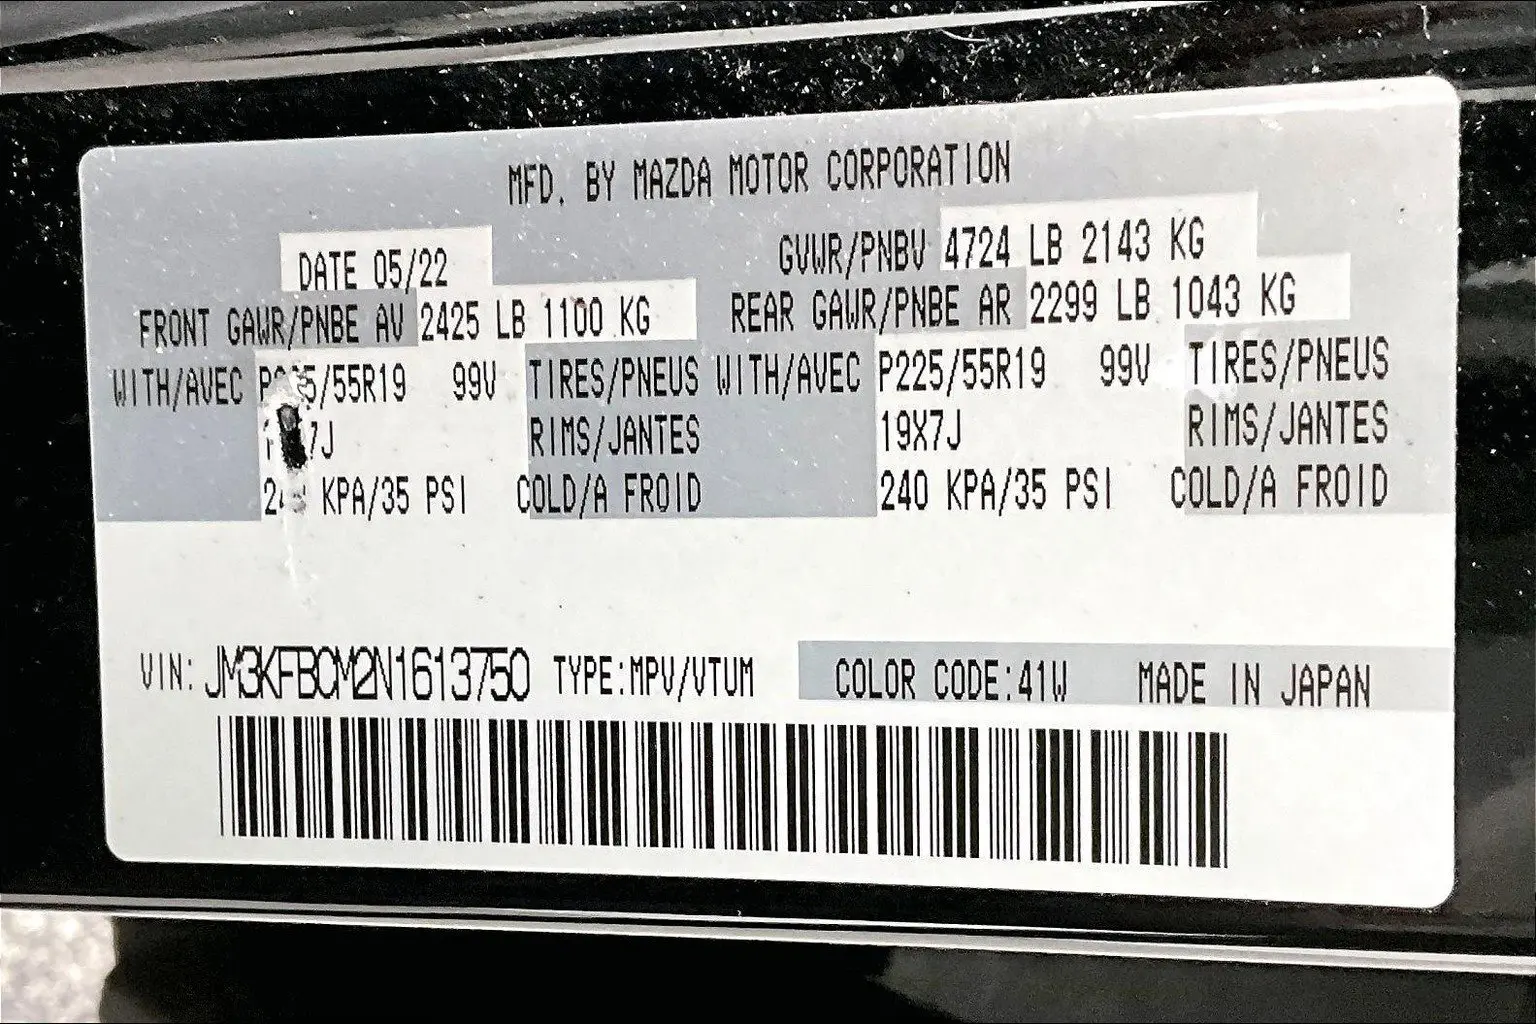 MFD. BY MAZDA MOTOR CORPORATION
DATE 05/22 GVWR/PNBV 4724 LB 2143 KG
FRONT GAWR/PNBE AV 2425 LB 1100 KG REAR GAWR/PNBE AR 2299 LB 1043 KG
WITH/AVEC 99V TIRES/PNEUS WITH/AVEC P225/55R19 99V TIRES/PNEUS
RIMS/JANTES 19X7J RIMS/JANTES
KPA/35 PSI COLD/A FROID 240 KPA/35 PSI COLD/A FROID
VIN: JM3KFBCM2N1613750 TYPE:MPV/VTUM COLOR CODE:41W MADE IN JAPAN